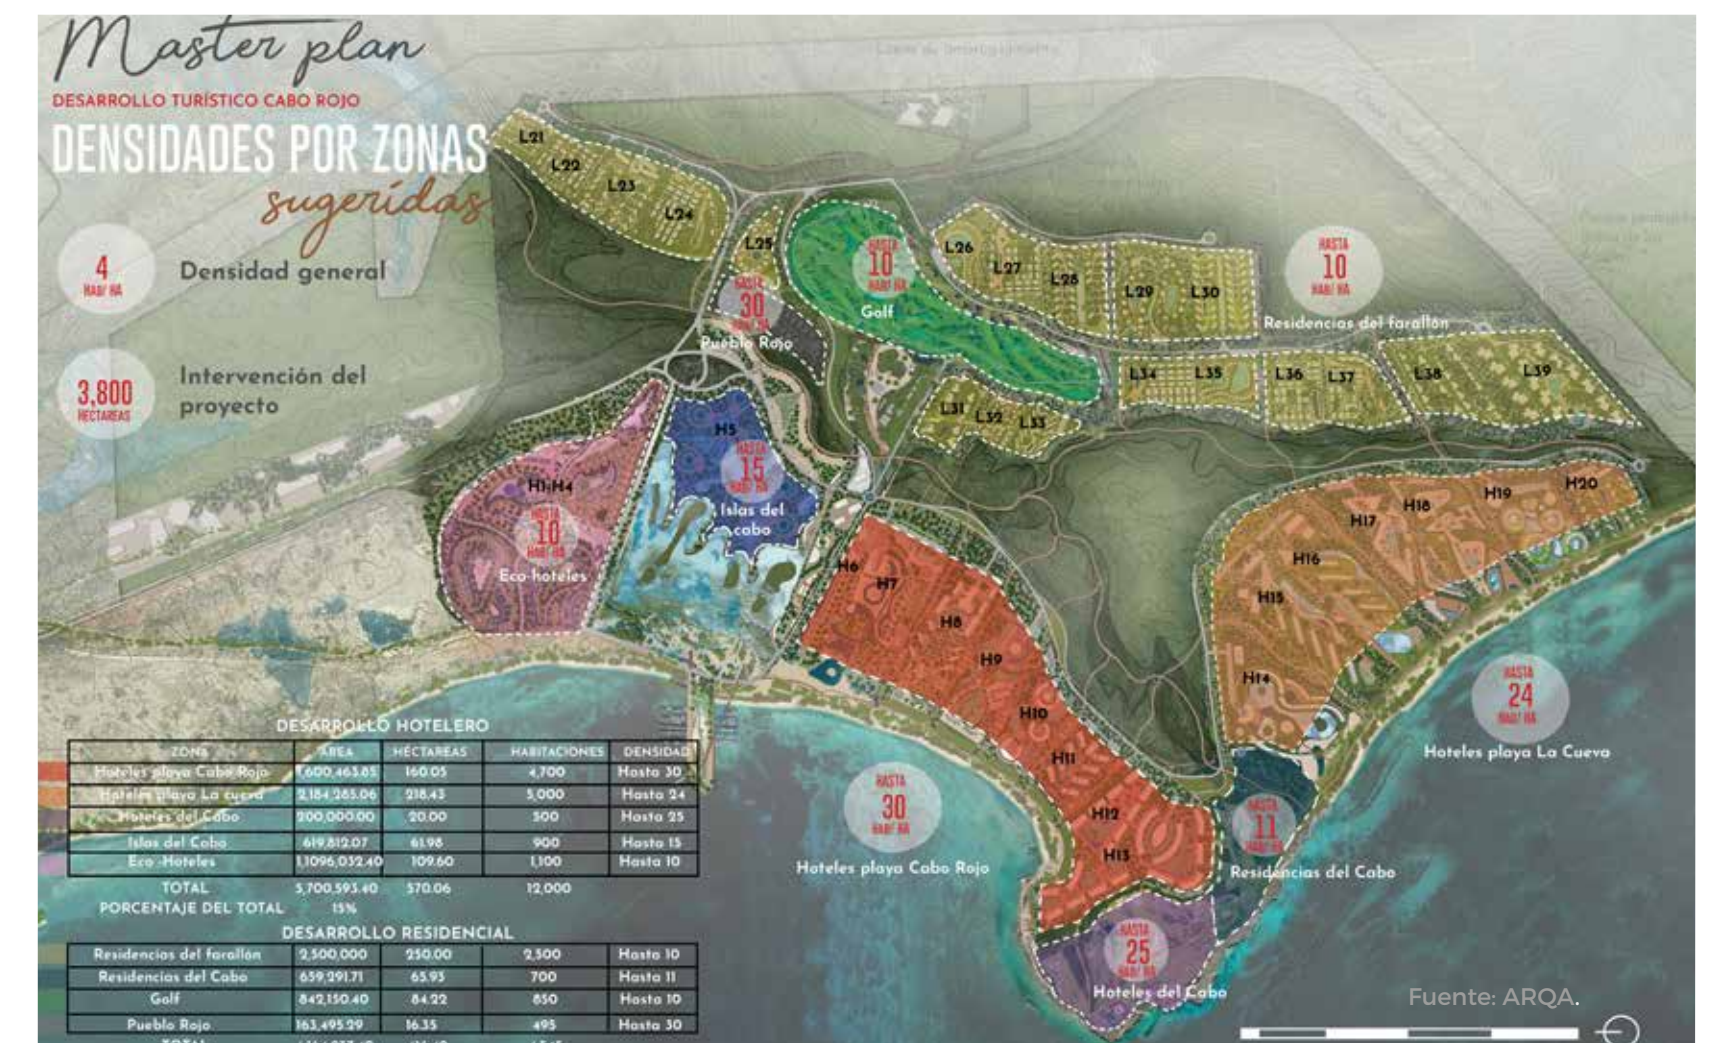 Master plan
DESARROLLO TURÍSTICO CABO ROJO
DENSIDADES POR ZONAS
sugerídas
4
HAB/ HA
Densidad general
3,800
HECTAREAS
Intervención del
proyecto
L21
L22
L23
L24
L25
HASTA
30
HAB/ HA
Pueblo Rojo
HASTA
10
HAB/ HA
Golf
L26
L27
L28
L29
L30
HASTA
10
HAB/ HA
Residencias del farallón
L31
L32
L33
L34
L35
L36
L37
L38
L39
H1-H4
HASTA
10
HAB/ HA
Eco-hoteles
H5
HASTA
15
HAB/ HA
Islas del
cabo
H6
H7
H8
H9
H10
H11
H12
H13
HASTA
30
HAB/ HA
Hoteles playa Cabo Rojo
H14
H15
H16
H17
H18
H19
H20
HASTA
24
HAB/ HA
Hoteles playa La Cueva
HASTA
11
HAB/ HA
Residencias del Cabo
HASTA
25
HAB/ HA
Hoteles del Cabo
DESARROLLO HOTELERO
ZONA AREA HÉCTAREAS HABITACIONES DENSIDAD
Hoteles playa Cabo Rojo 1,600,463.85 160.05 4,700 Hasta 30
Hoteles playa La cueva 2,184,285.06 218.43 5,000 Hasta 24
Hoteles del Cabo 200,000.00 20.00 500 Hasta 25
Islas del Cabo 619,812.07 61.98 900 Hasta 15
Eco -Hoteles 1,1096,032.40 109.60 1,100 Hasta 10
TOTAL 5,700,593.40 570.06 12,000
PORCENTAJE DEL TOTAL 15%
DESARROLLO RESIDENCIAL
Residencias del farallón 2,500,000 250.00 2,500 Hasta 10
Residencias del Cabo 659,291.71 65.93 700 Hasta 11
Golf 842,150.40 84.22 850 Hasta 10
Pueblo Rojo 163,495.29 16.35 495 Hasta 30
TOTAL
Fuente: ARQA.